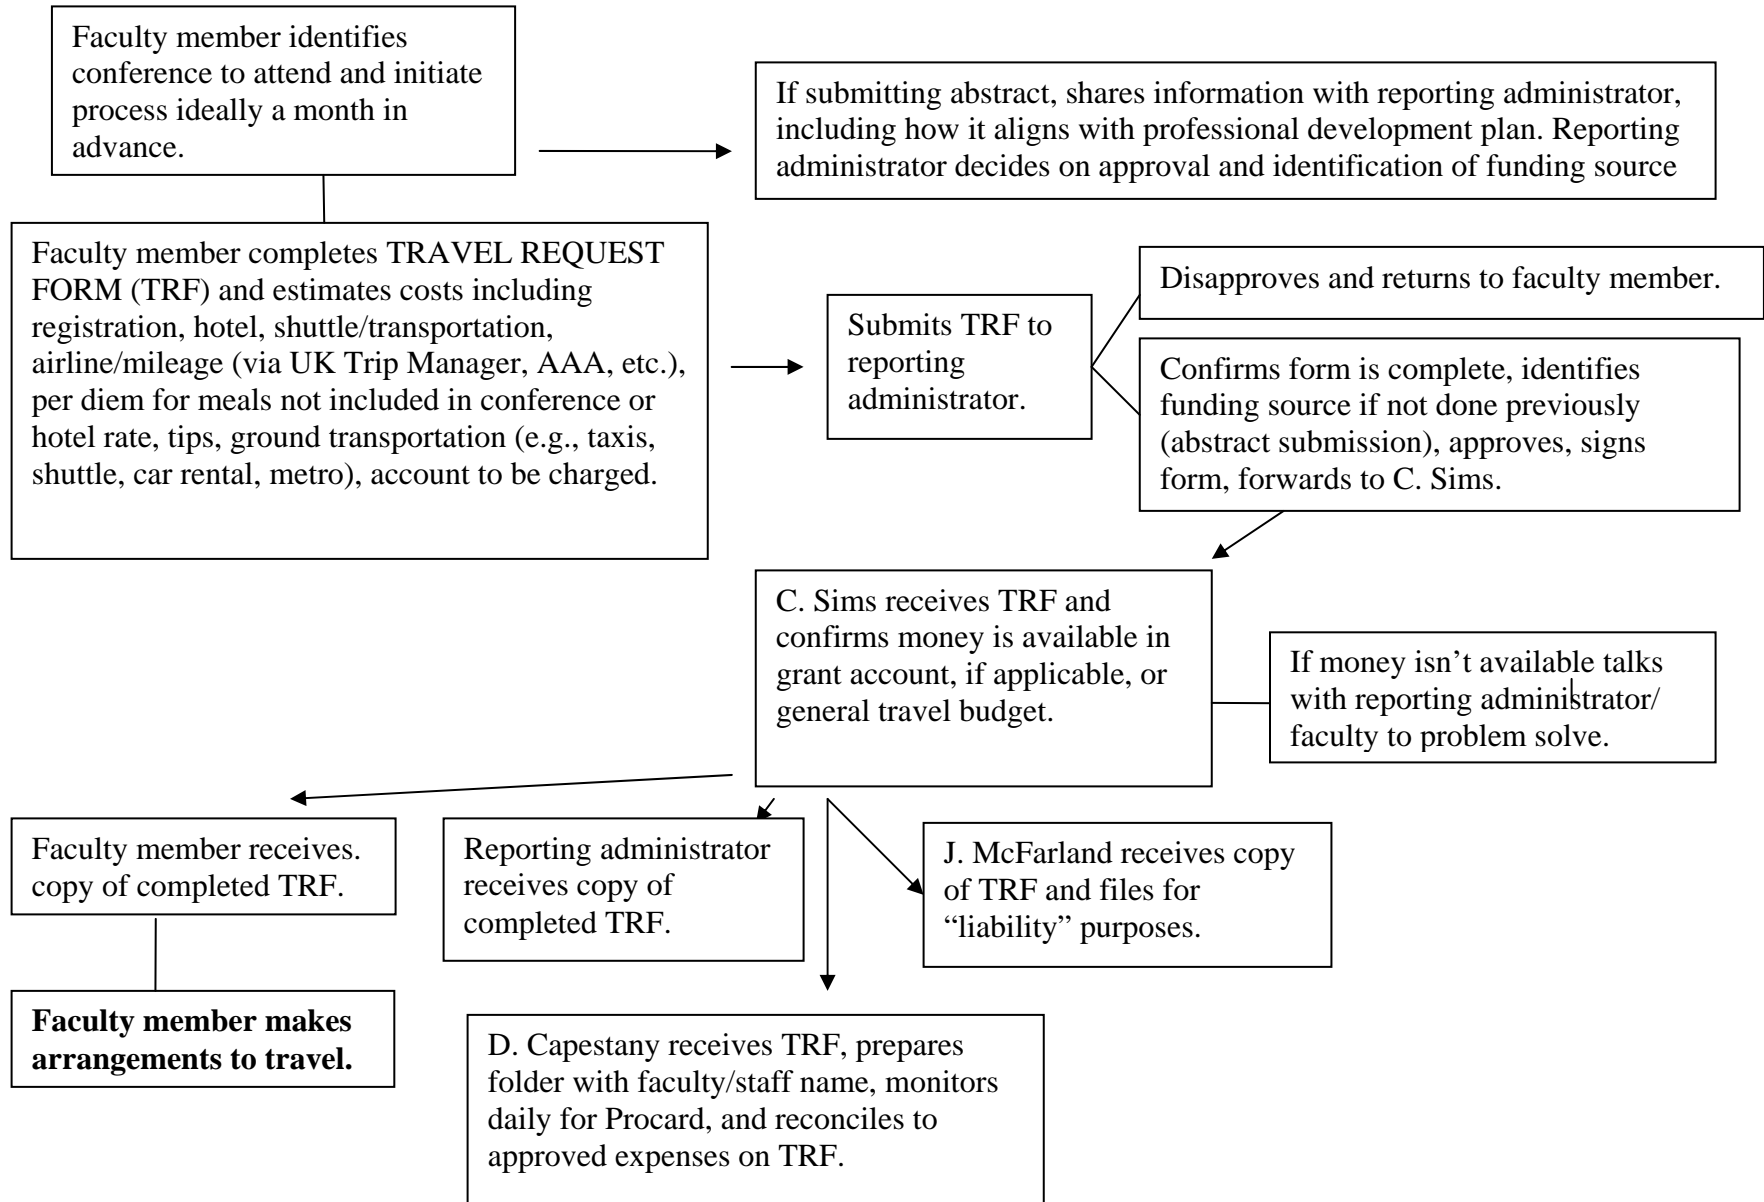 Faculty member identifies
conference to attend and initiate
process ideally a month in
advance.
If submitting abstract, shares information with reporting administrator,
including how it aligns with professional development plan. Reporting
administrator decides on approval and identification of funding source
Faculty member completes TRAVEL REQUEST
FORM (TRF) and estimates costs including
registration, hotel, shuttle/transportation,
airline/mileage (via UK Trip Manager, AAA, etc.),
per diem for meals not included in conference or
hotel rate, tips, ground transportation (e.g., taxis,
shuttle, car rental, metro), account to be charged.
Submits TRF to
reporting
administrator.
Disapproves and returns to faculty member.
Confirms form is complete, identifies
funding source if not done previously
(abstract submission), approves, signs
form, forwards to C. Sims.
C. Sims receives TRF and
confirms money is available in
grant account, if applicable, or
general travel budget.
If money isn’t available talks
with reporting administrator/
faculty to problem solve.
Faculty member receives.
copy of completed TRF.
Reporting administrator
receives copy of
completed TRF.
J. McFarland receives copy
of TRF and files for
“liability” purposes.
Faculty member makes
arrangements to travel.
D. Capestany receives TRF, prepares
folder with faculty/staff name, monitors
daily for Procard, and reconciles to
approved expenses on TRF.